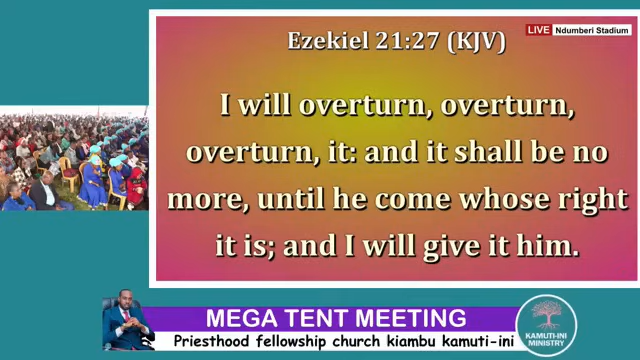 LIVE Ndumberi Stadium
Ezekiel 21:27 (KJV)
I will overturn, overturn,
overturn, it: and it shall be no
more, until he come whose right
it is; and I will give it him.
MEGA TENT MEETING
Priesthood fellowship church kiambu kamuti-ini
KAMUTI-INI
MINISTRY